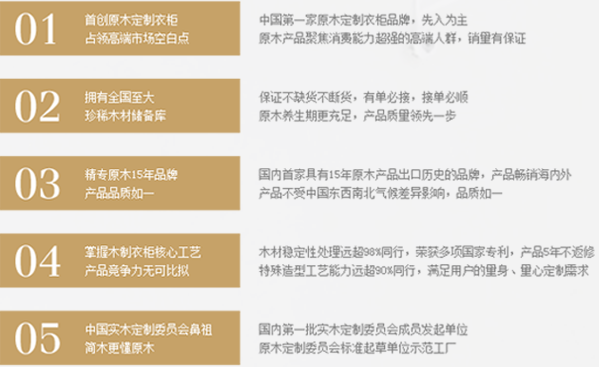 01
首创原木定制衣柜
占领高端市场空白点
中国第一家原木定制衣柜品牌，先入为主
原木产品聚焦消费能力超强的高端人群，销量有保证
02
拥有全国至大
珍稀木材储备库
保证不缺货不断货，有单必接，接单必顺
原木养生期更充足，产品质量领先一步
03
精专原木15年品牌
产品品质如一
国内首家具有15年原木产品出口历史的品牌，产品畅销海内外
产品不受中国东西南北气候差异影响，品质如一
04
掌握木制衣柜核心工艺
产品竞争力无可比拟
木材稳定性处理远超98%同行，荣获多项国家专利，产品5年不返修
特殊造型工艺能力远超90%同行，满足用户的量身、量心定制需求
05
中国实木定制委员会鼻祖
简木更懂原木
国内第一批实木定制委员会成员发起单位
原木定制委员会标准起草单位示范工厂